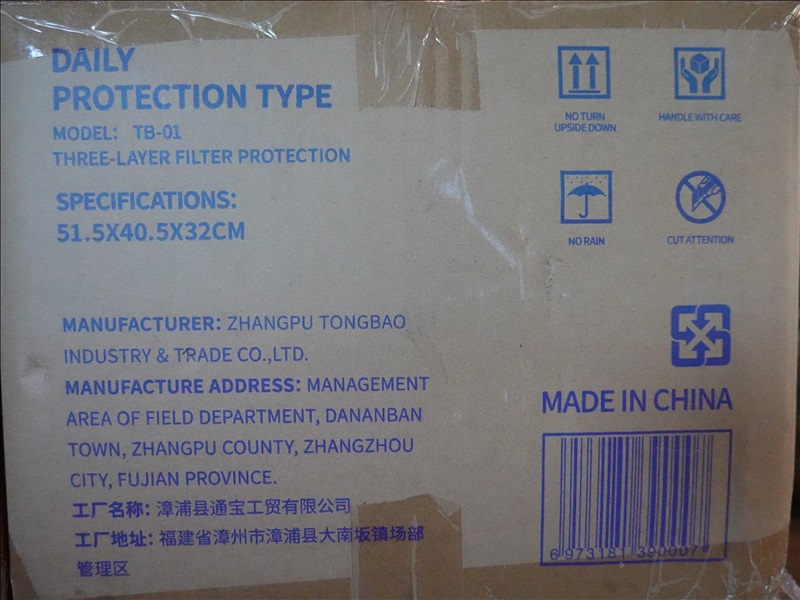 DAILY
PROTECTION TYPE
MODEL: TB-01
THREE-LAYER FILTER PROTECTION
SPECIFICATIONS:
51.5X40.5X32CM
NO TURN
UPSIDE DOWN
HANDLE WITH CARE
NO RAIN
CUT ATTENTION
MANUFACTURER: ZHANGPU TONGBAO
INDUSTRY & TRADE CO.,LTD.
MANUFACTURE ADDRESS: MANAGEMENT
AREA OF FIELD DEPARTMENT, DANANBAN
TOWN, ZHANGPU COUNTY, ZHANGZHOU
CITY, FUJIAN PROVINCE.
工厂名称: 漳浦县通宝工贸有限公司
工厂地址: 福建省漳州市漳浦县大南坂镇场部
管理区
MADE IN CHINA
6 973181 390007